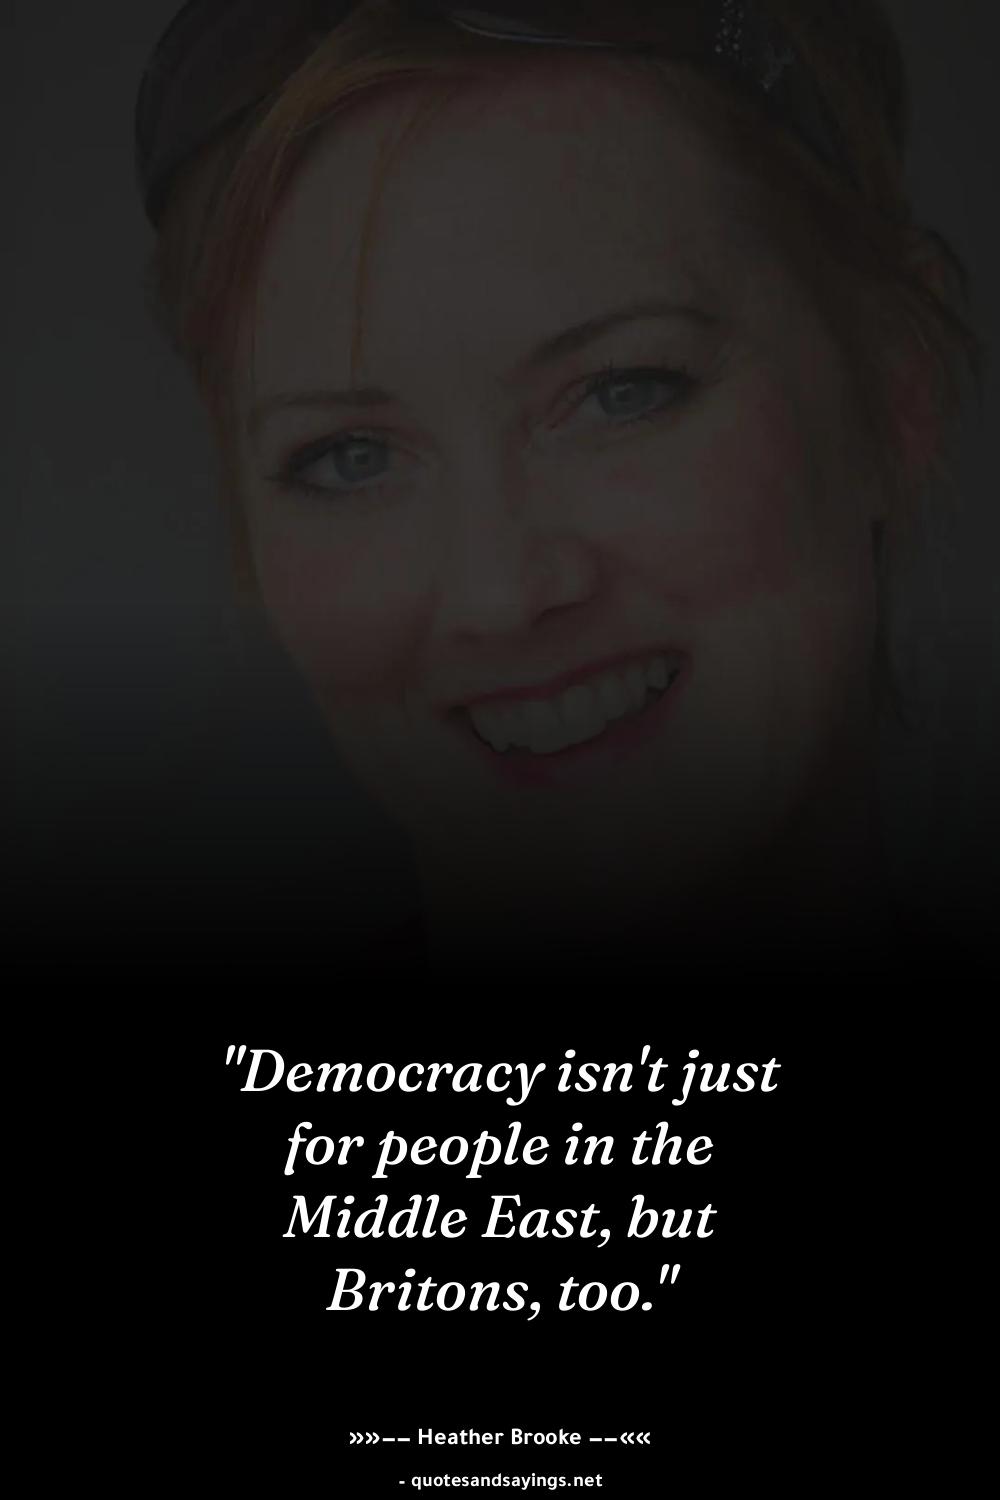 "Democracy isn't just
for people in the
Middle East, but
Britons, too."
»»–– Heather Brooke ––««
- quotesandsayings.net